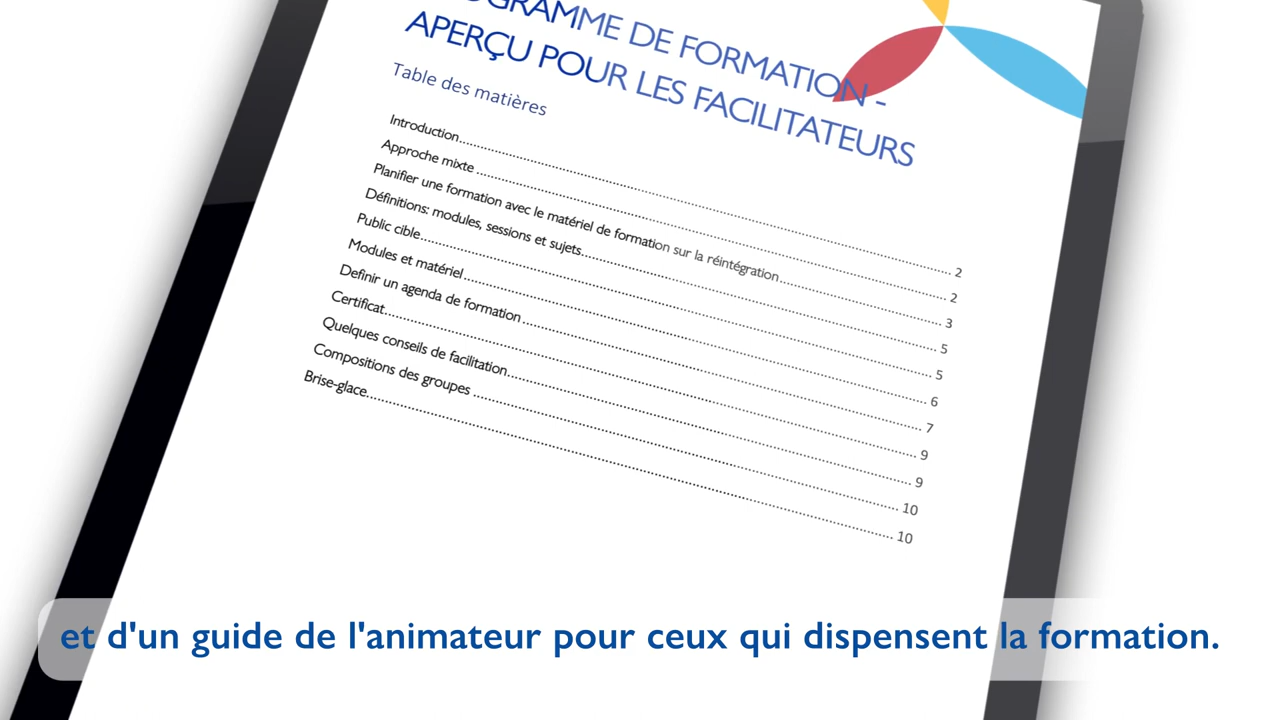 DE FORMATION -
APERÇU POUR LES FACILITATEURS
Table des matières
Introduction 2
Approche mixte 2
Planifier une formation avec le matériel de formation sur la réintégration 3
Définitions: modules, sessions et sujets 5
Public cible 5
Modules et matériel 6
Definir un agenda de formation 7
Certificat 9
Quelques conseils de facilitation 9
Compositions des groupes 10
Brise-glace 10
et d'un guide de l'animateur pour ceux qui dispensent la formation.